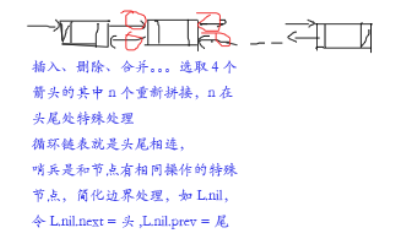 插入、删除、合并。。。选取 4 个
箭头的其中 n 个重新拼接，n 在
头尾处特殊处理
循环链表就是头尾相连，
哨兵是和节点有相同操作的特殊
节点，简化边界处理，如 L.nil，
令 L.nil.next = 头 ,L.nil.prev = 尾